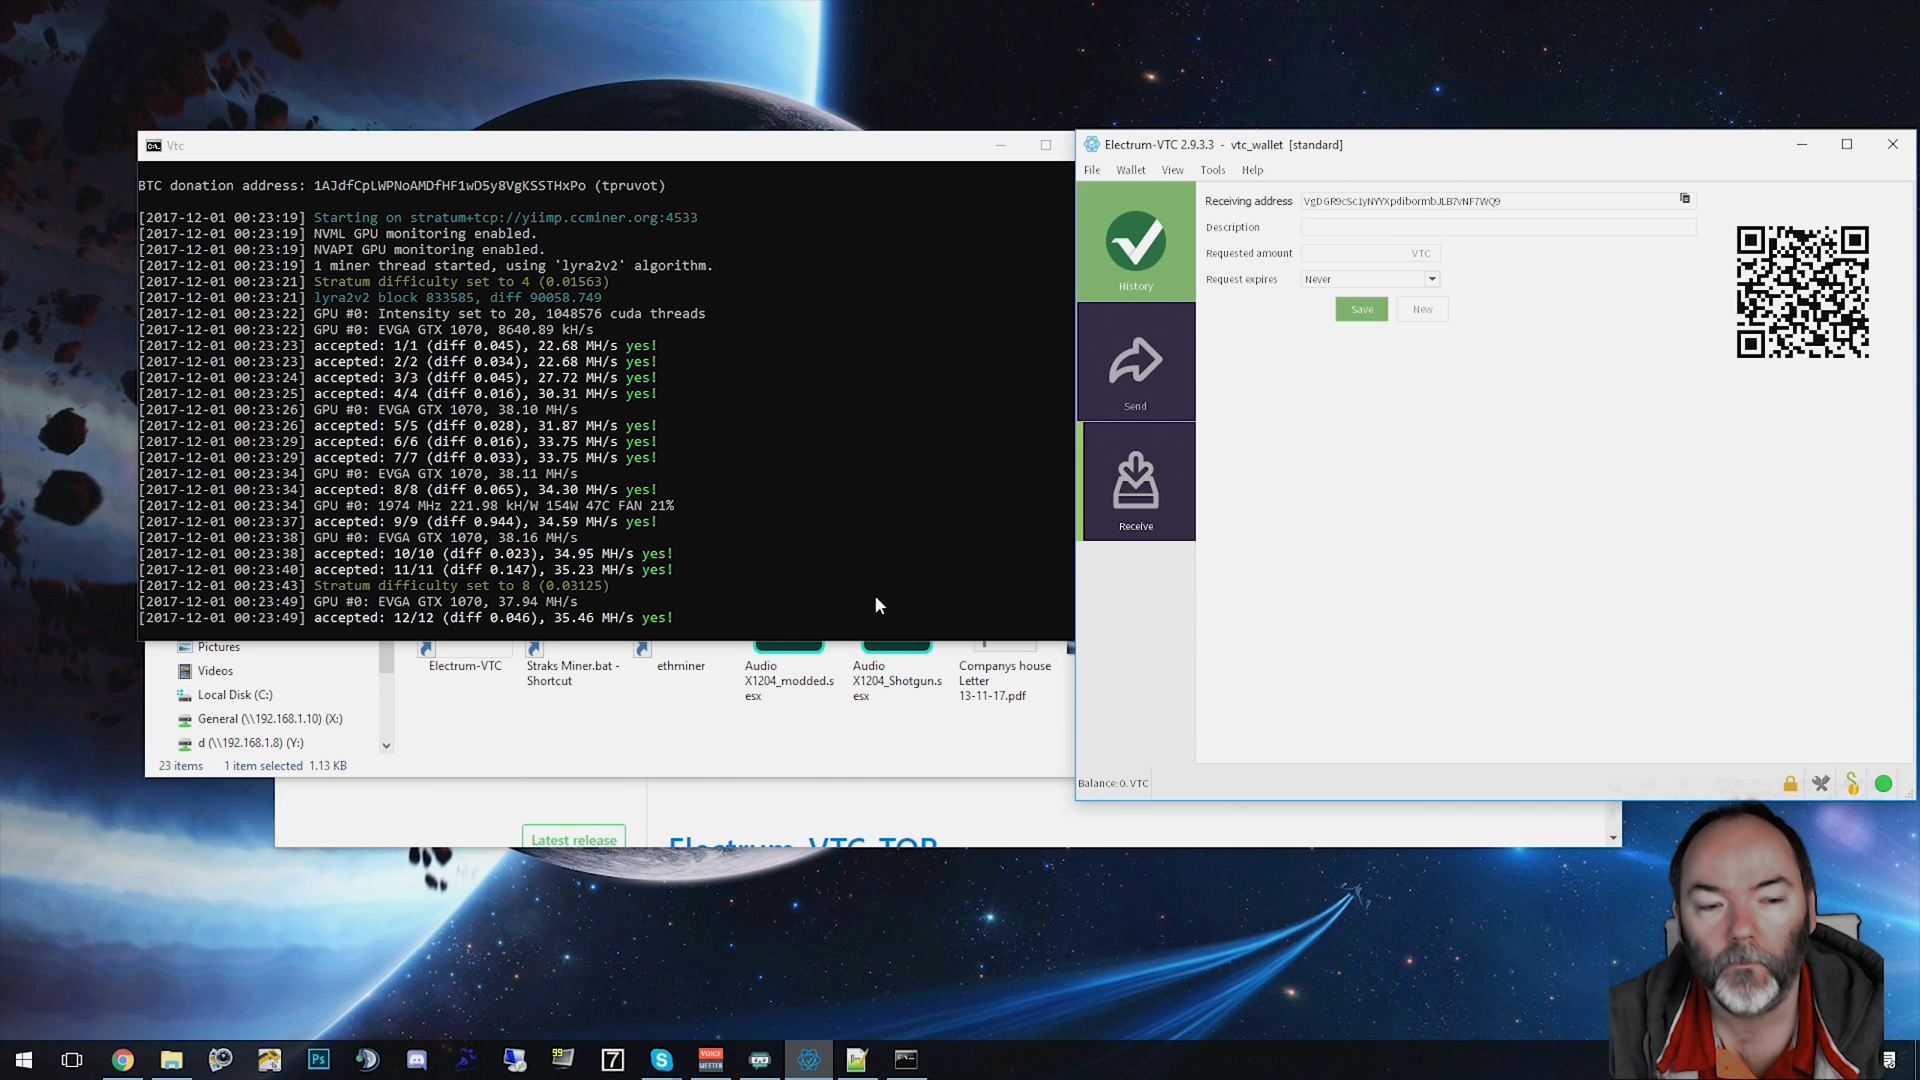 Vtc
BTC donation address: 1AJdfCpLWPNoAMDfHF1wD5y8VgKSSTHxPo (tpruvot)
[2017-12-01 00:23:19] Starting on stratum+tcp://yiimp.ccminer.org:4533
[2017-12-01 00:23:19] NVML GPU monitoring enabled.
[2017-12-01 00:23:19] NVAPI GPU monitoring enabled.
[2017-12-01 00:23:19] 1 miner thread started, using 'lyra2v2' algorithm.
[2017-12-01 00:23:21] Stratum difficulty set to 4 (0.01563)
[2017-12-01 00:23:21] lyra2v2 block 833585, diff 90058.749
[2017-12-01 00:23:22] GPU #0: Intensity set to 20, 1048576 cuda threads
[2017-12-01 00:23:22] GPU #0: EVGA GTX 1070, 8640.89 kH/s
[2017-12-01 00:23:23] accepted: 1/1 (diff 0.045), 22.68 MH/s yes!
[2017-12-01 00:23:23] accepted: 2/2 (diff 0.034), 22.68 MH/s yes!
[2017-12-01 00:23:24] accepted: 3/3 (diff 0.045), 27.72 MH/s yes!
[2017-12-01 00:23:25] accepted: 4/4 (diff 0.016), 30.31 MH/s yes!
[2017-12-01 00:23:26] GPU #0: EVGA GTX 1070, 38.10 MH/s
[2017-12-01 00:23:26] accepted: 5/5 (diff 0.028), 31.87 MH/s yes!
[2017-12-01 00:23:29] accepted: 6/6 (diff 0.016), 33.75 MH/s yes!
[2017-12-01 00:23:29] accepted: 7/7 (diff 0.033), 33.75 MH/s yes!
[2017-12-01 00:23:34] GPU #0: EVGA GTX 1070, 38.11 MH/s
[2017-12-01 00:23:34] accepted: 8/8 (diff 0.065), 34.30 MH/s yes!
[2017-12-01 00:23:34] GPU #0: 1974 MHz 221.98 kH/W 154W 47C FAN 21%
[2017-12-01 00:23:37] accepted: 9/9 (diff 0.944), 34.59 MH/s yes!
[2017-12-01 00:23:38] GPU #0: EVGA GTX 1070, 38.16 MH/s
[2017-12-01 00:23:38] accepted: 10/10 (diff 0.023), 34.95 MH/s yes!
[2017-12-01 00:23:40] accepted: 11/11 (diff 0.147), 35.23 MH/s yes!
[2017-12-01 00:23:43] Stratum difficulty set to 8 (0.03125)
[2017-12-01 00:23:49] GPU #0: EVGA GTX 1070, 37.94 MH/s
[2017-12-01 00:23:49] accepted: 12/12 (diff 0.046), 35.46 MH/s yes!
Electrum-VTC 2.9.3.3 - vtc_wallet [standard]
File Wallet View Tools Help
History
Send
Receive
Receiving address VgDGR9cSc1yNYYXpdibormbJLB7vNF7WQ9
Description
Requested amount VTC
Request expires Never
Save New
Balance: 0. VTC
Pictures
Videos
Local Disk (C:)
General (\\192.168.1.10) (X:)
d (\\192.168.1.8) (Y:)
Electrum-VTC
Straks Miner.bat -
Shortcut
ethminer
Audio
X1204_modded.s
esx
Audio
X1204_Shotgun.s
esx
Companys house
Letter
13-11-17.pdf
23 items 1 item selected 1.13 KB
Latest release
Electrum-VTC-TOR
Ps
99
7
VOICE
MEETER